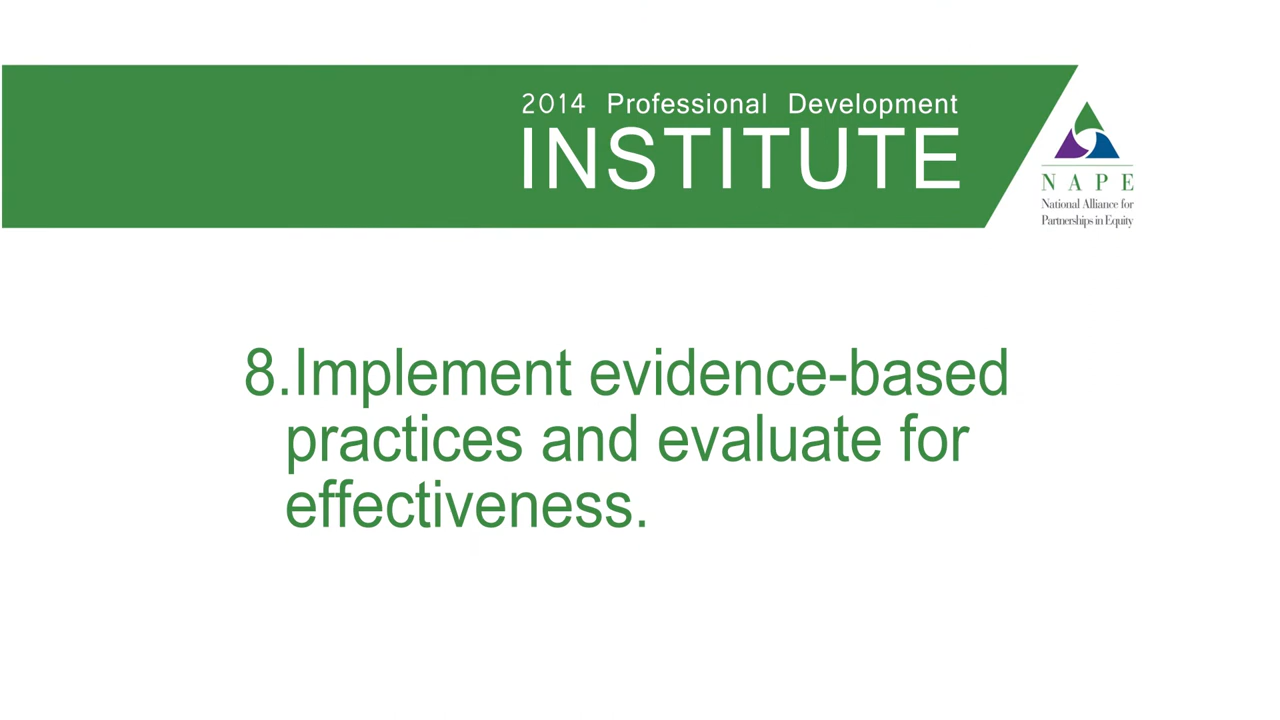 2014 Professional Development
INSTITUTE
N A P E
National Alliance for
Partnerships in Equity
8.Implement evidence-based
practices and evaluate for
effectiveness.